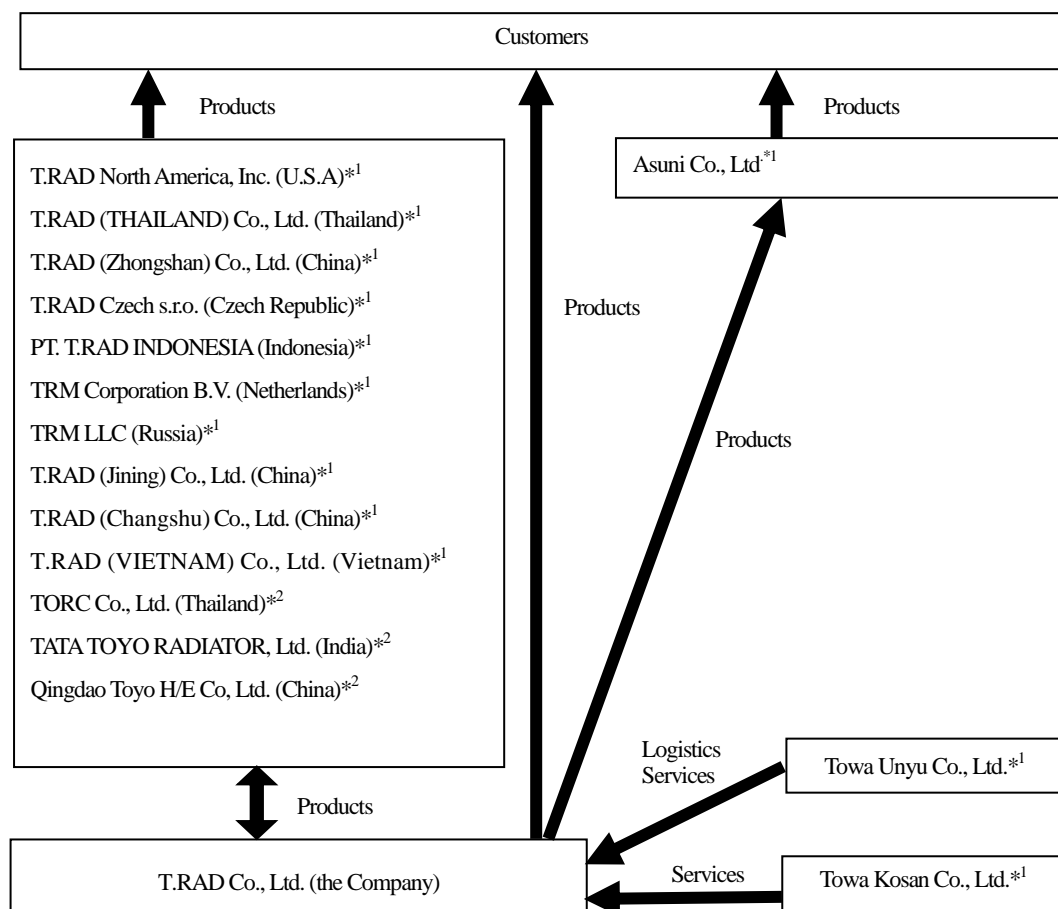 Customers
Products
Products
T.RAD North America, Inc. (U.S.A)*1
T.RAD (THAILAND) Co., Ltd. (Thailand)*1
T.RAD (Zhongshan) Co., Ltd. (China)*1
T.RAD Czech s.r.o. (Czech Republic)*1
PT. T.RAD INDONESIA (Indonesia)*1
TRM Corporation B.V. (Netherlands)*1
TRM LLC (Russia)*1
T.RAD (Jining) Co., Ltd. (China)*1
T.RAD (Changshu) Co., Ltd. (China)*1
T.RAD (VIETNAM) Co., Ltd. (Vietnam)*1
TORC Co., Ltd. (Thailand)*2
TATA TOYO RADIATOR, Ltd. (India)*2
Qingdao Toyo H/E Co, Ltd. (China)*2
Asuni Co., Ltd.*1
Products
Products
Logistics
Services
Towa Unyu Co., Ltd.*1
Products
T.RAD Co., Ltd. (the Company)
Services
Towa Kosan Co., Ltd.*1